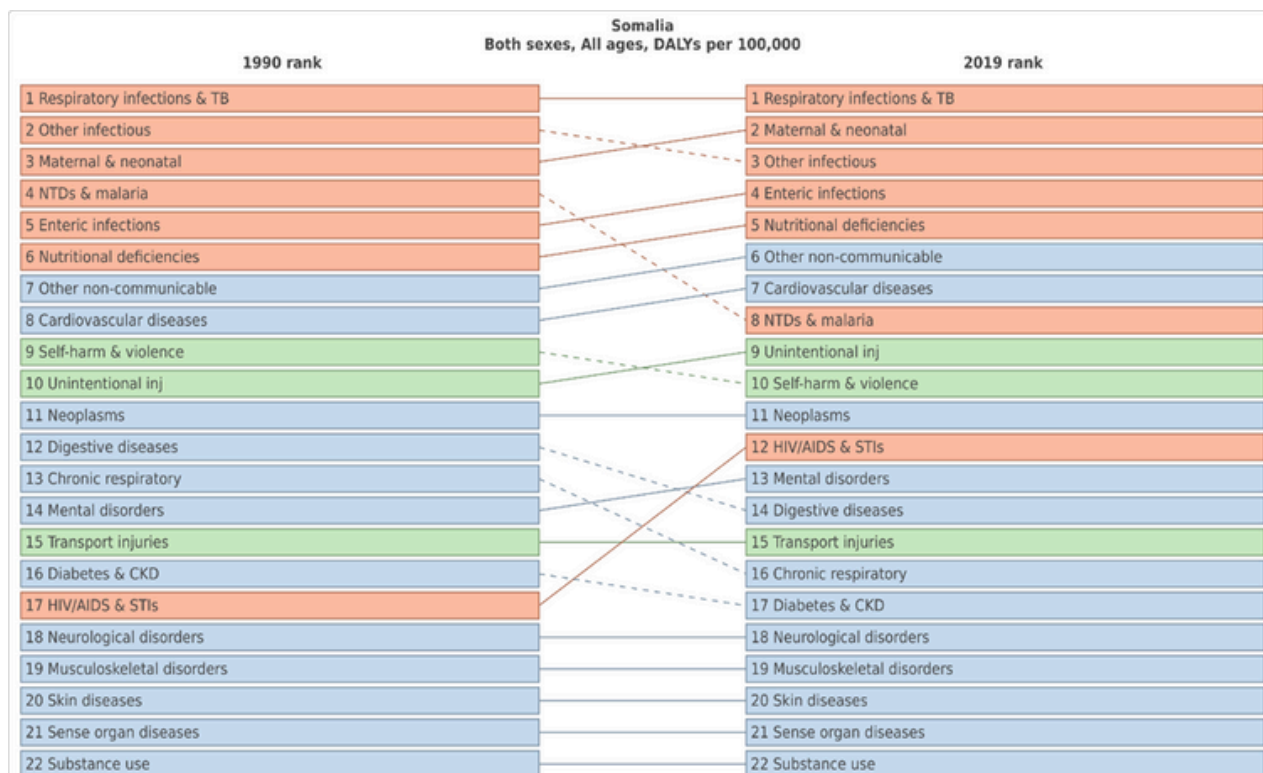 Somalia
Both sexes, All ages, DALYs per 100,000
1990 rank
2019 rank
1 Respiratory infections & TB
2 Other infectious
3 Maternal & neonatal
4 NTDs & malaria
5 Enteric infections
6 Nutritional deficiencies
7 Other non-communicable
8 Cardiovascular diseases
9 Self-harm & violence
10 Unintentional inj
11 Neoplasms
12 Digestive diseases
13 Chronic respiratory
14 Mental disorders
15 Transport injuries
16 Diabetes & CKD
17 HIV/AIDS & STIs
18 Neurological disorders
19 Musculoskeletal disorders
20 Skin diseases
21 Sense organ diseases
22 Substance use
1 Respiratory infections & TB
2 Maternal & neonatal
3 Other infectious
4 Enteric infections
5 Nutritional deficiencies
6 Other non-communicable
7 Cardiovascular diseases
8 NTDs & malaria
9 Unintentional inj
10 Self-harm & violence
11 Neoplasms
12 HIV/AIDS & STIs
13 Mental disorders
14 Digestive diseases
15 Transport injuries
16 Chronic respiratory
17 Diabetes & CKD
18 Neurological disorders
19 Musculoskeletal disorders
20 Skin diseases
21 Sense organ diseases
22 Substance use